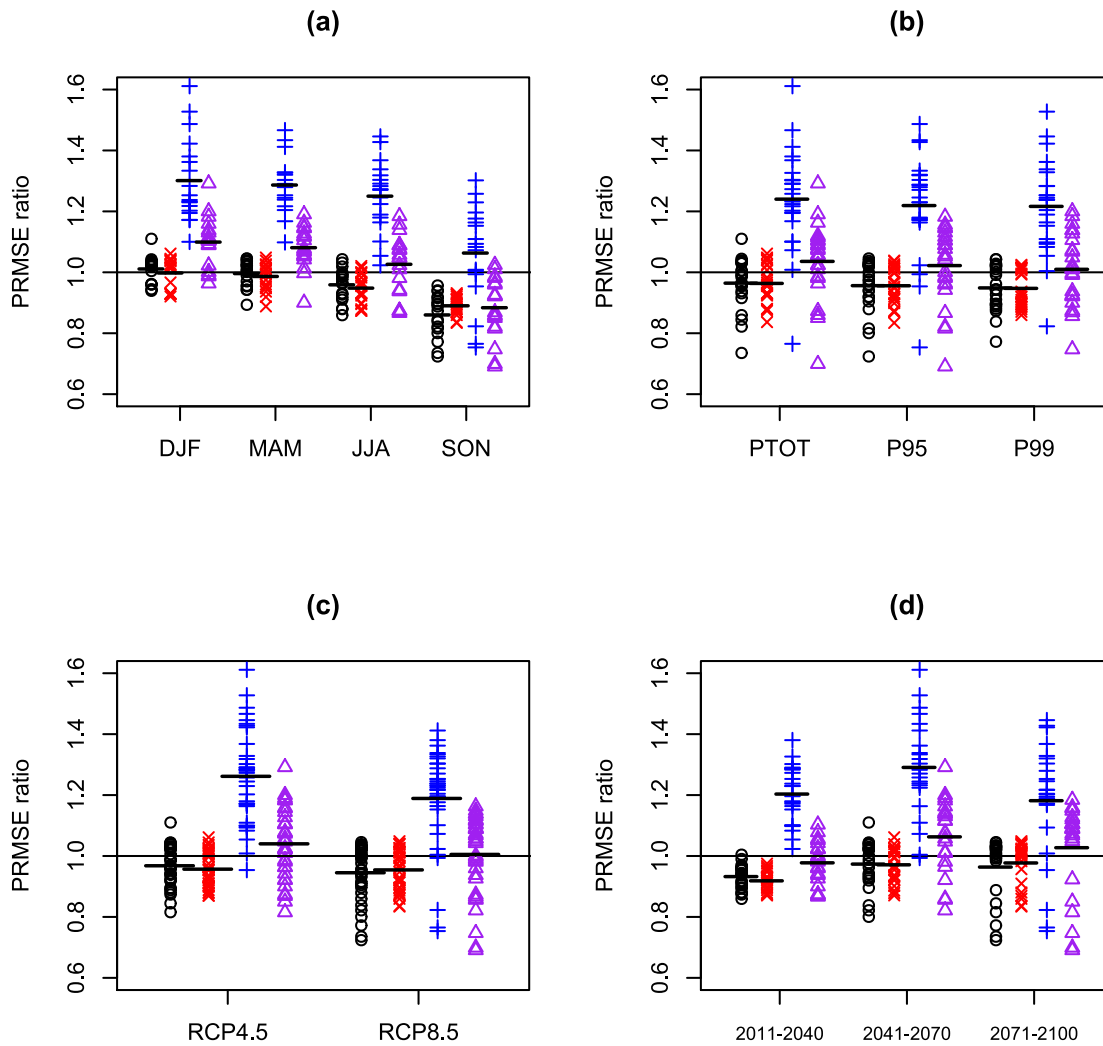 (a)
PRMSE ratio
1.6
1.4
1.2
1.0
0.8
0.6
DJF MAM JJA SON
(b)
PRMSE ratio
1.6
1.4
1.2
1.0
0.8
0.6
PTOT P95 P99
(c)
PRMSE ratio
1.6
1.4
1.2
1.0
0.8
0.6
RCP4.5 RCP8.5
(d)
PRMSE ratio
1.6
1.4
1.2
1.0
0.8
0.6
2011-2040 2041-2070 2071-2100